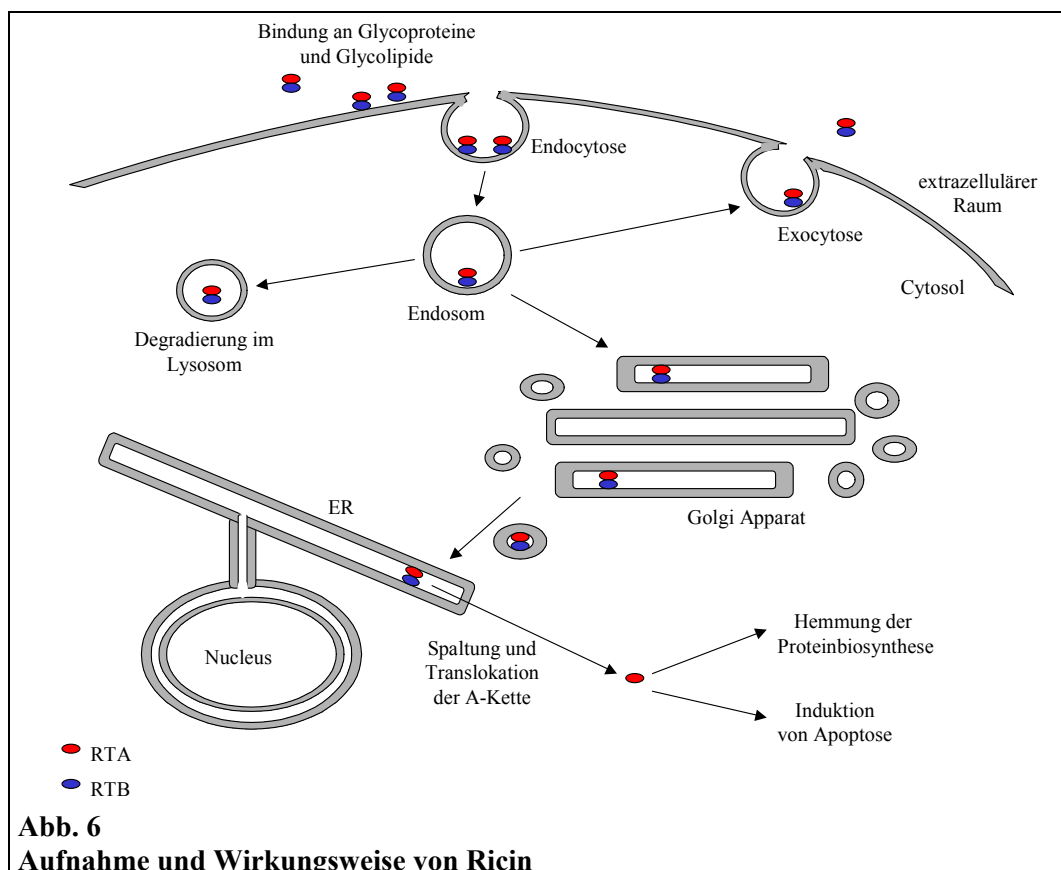 Bindung an Glycoproteine
und Glycolipide
Endocytose
extrazellulärer
Raum
Exocytose
Cytosol
Endosom
Degradierung im
Lysosom
ER
Golgi Apparat
Nucleus
Spaltung und
Translokation
der A-Kette
Hemmung der
Proteinbiosynthese
Induktion
von Apoptose
RTA
RTB
Abb. 6
Aufnahme und Wirkungsweise von Ricin